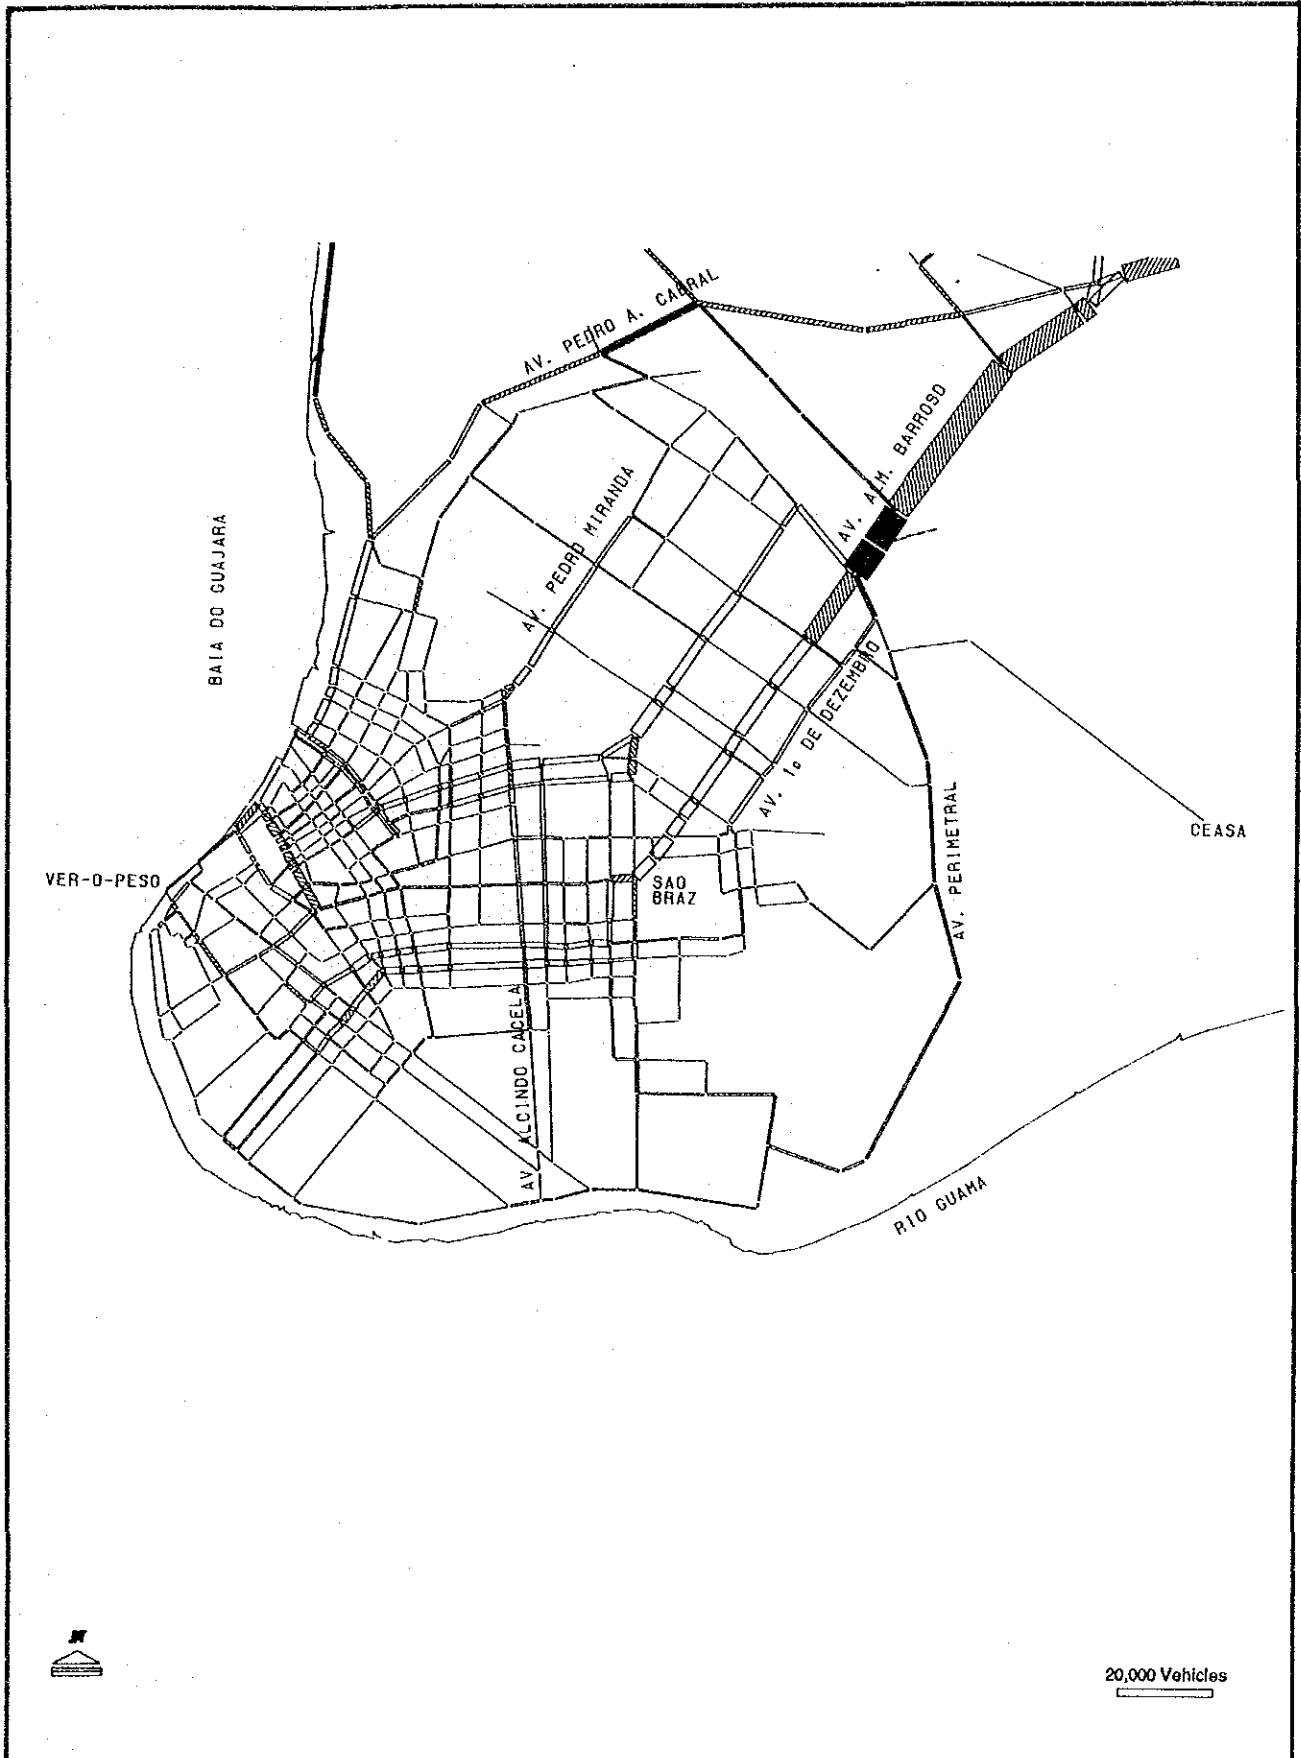 AV. PEDRO A. CABRAL
AV. ALM. BARROSO
AV. PEDRO MIRANDA
BAIA DO GUAJARA
AV. 1º DE DEZEMBRO
AV. PERIMETRAL
CEASA
VER-O-PESO
SAO
BRAZ
AV. ALCINDO CACELA
RIO GUAMA
N
20,000 Vehicles